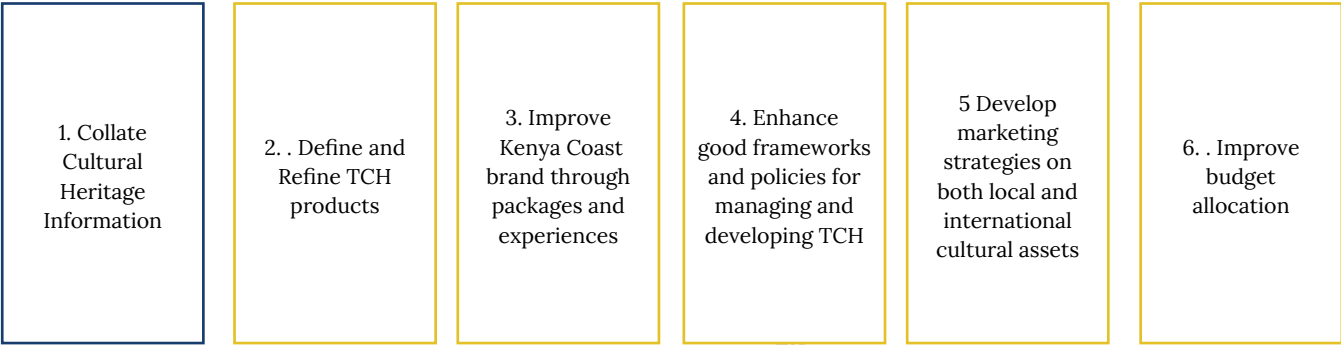 1. Collate
Cultural
Heritage
Information
2. . Define and
Refine TCH
products
3. Improve
Kenya Coast
brand through
packages and
experiences
4. Enhance
good frameworks
and policies for
managing and
developing TCH
5 Develop
marketing
strategies on
both local and
international
cultural assets
6. . Improve
budget
allocation